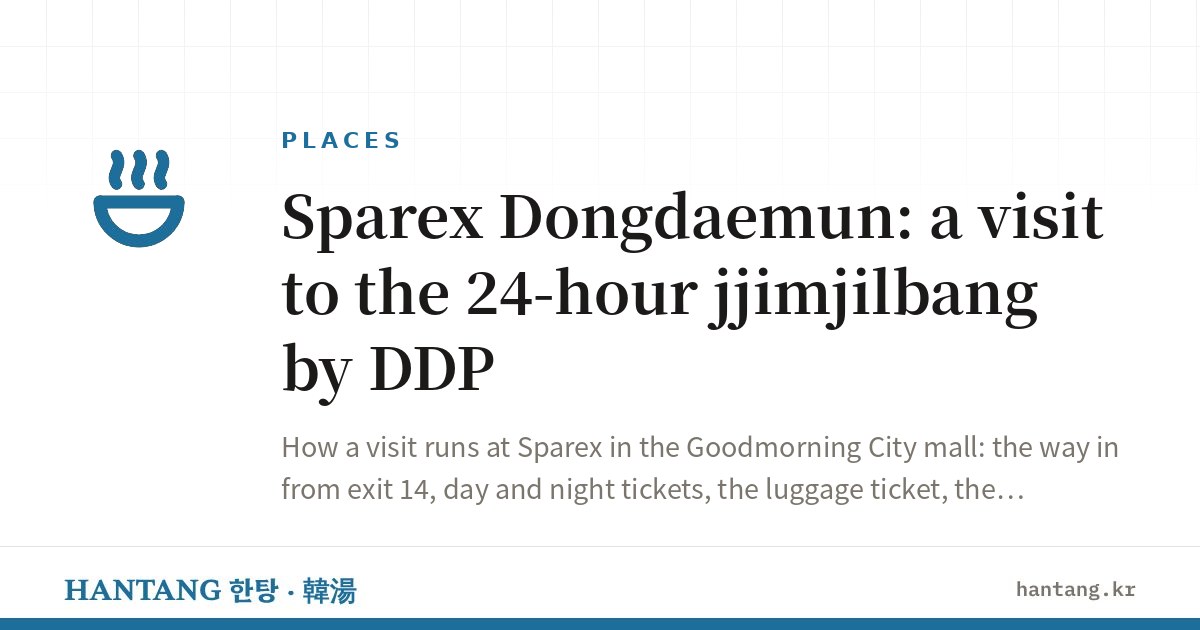 PLACES
Sparex Dongdaemun: a visit
to the 24-hour jjimjilbang
by DDP
How a visit runs at Sparex in the Goodmorning City mall: the way in
from exit 14, day and night tickets, the luggage ticket, the…
HANTANG 한탕 · 韓湯
hantang.kr